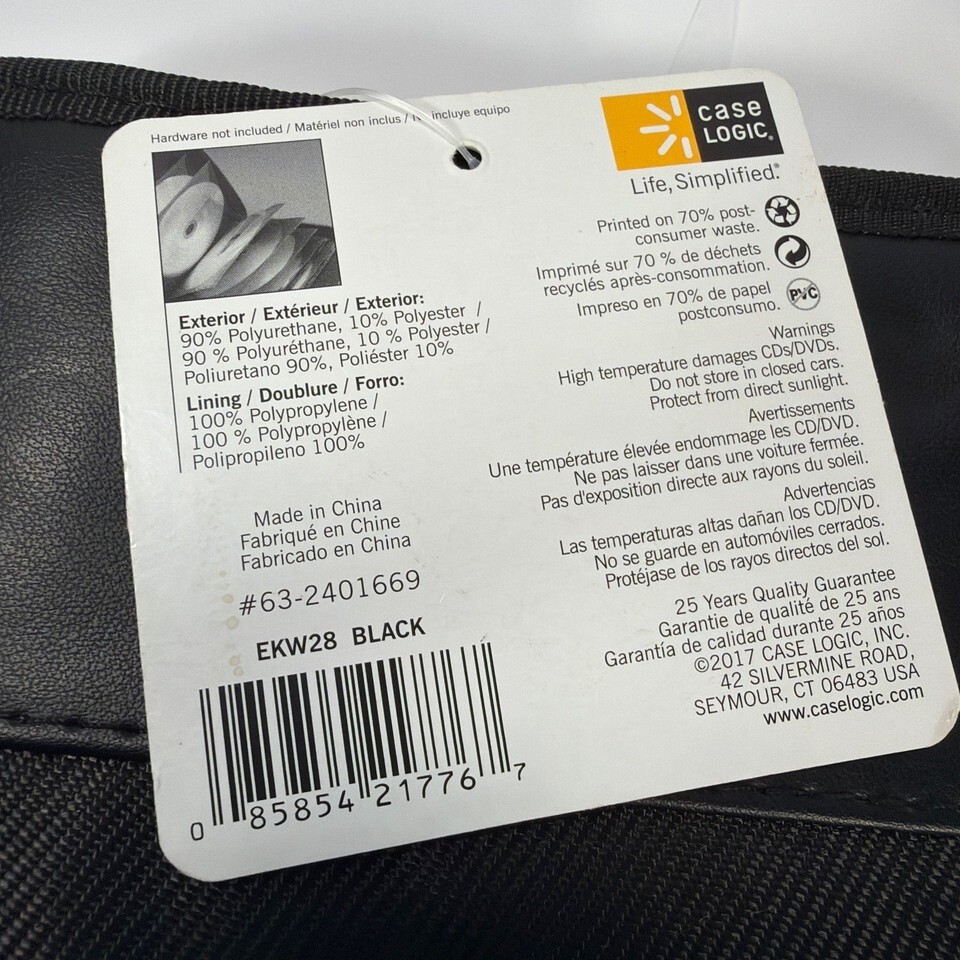 Hardware not included / Matériel non inclus / incluye equipo
case
LOGIC®
Life, Simplified.®
Exterior / Extérieur / Exterior:
90% Polyurethane, 10% Polyester /
90 % Polyuréthane, 10 % Polyester /
Poliuretano 90%, Poliéster 10%
Lining / Doublure / Forro:
100% Polypropylene /
100 % Polypropylène /
Polipropileno 100%
Made in China
Fabriqué en Chine
Fabricado en China
#63-2401669
EKW28 BLACK
0 85854 21776 7
Printed on 70% post-
consumer waste.
Imprimé sur 70 % de déchets
recyclés après-consommation.
Impreso en 70% de papel
postconsumo.
PVC
Warnings
High temperature damages CDs/DVDs.
Do not store in closed cars.
Protect from direct sunlight.
Avertissements
Une température élevée endommage les CD/DVD.
Ne pas laisser dans une voiture fermée.
Pas d'exposition directe aux rayons du soleil.
Advertencias
Las temperaturas altas dañan los CD/DVD.
No se guarde en automóviles cerrados.
Protéjase de los rayos directos del sol.
25 Years Quality Guarantee
Garantie de qualité de 25 ans
Garantía de calidad durante 25 años
©2017 CASE LOGIC, INC.
42 SILVERMINE ROAD,
SEYMOUR, CT 06483 USA
www.caselogic.com